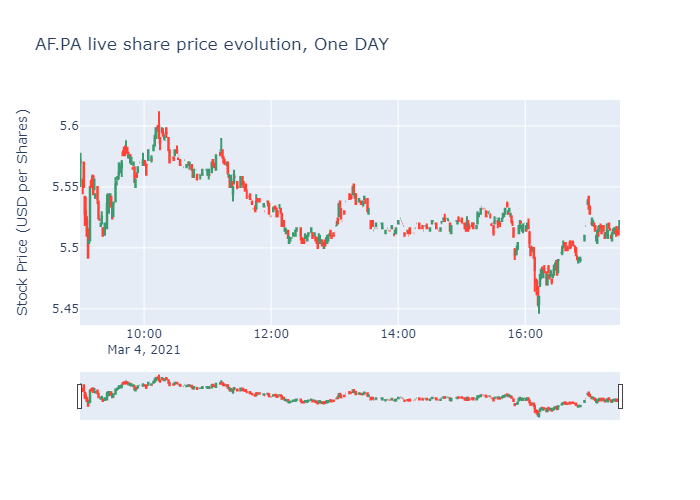 AF.PA live share price evolution, One DAY
Stock Price (USD per Shares)
5.6
5.55
5.5
5.45
10:00 12:00 14:00 16:00
Mar 4, 2021